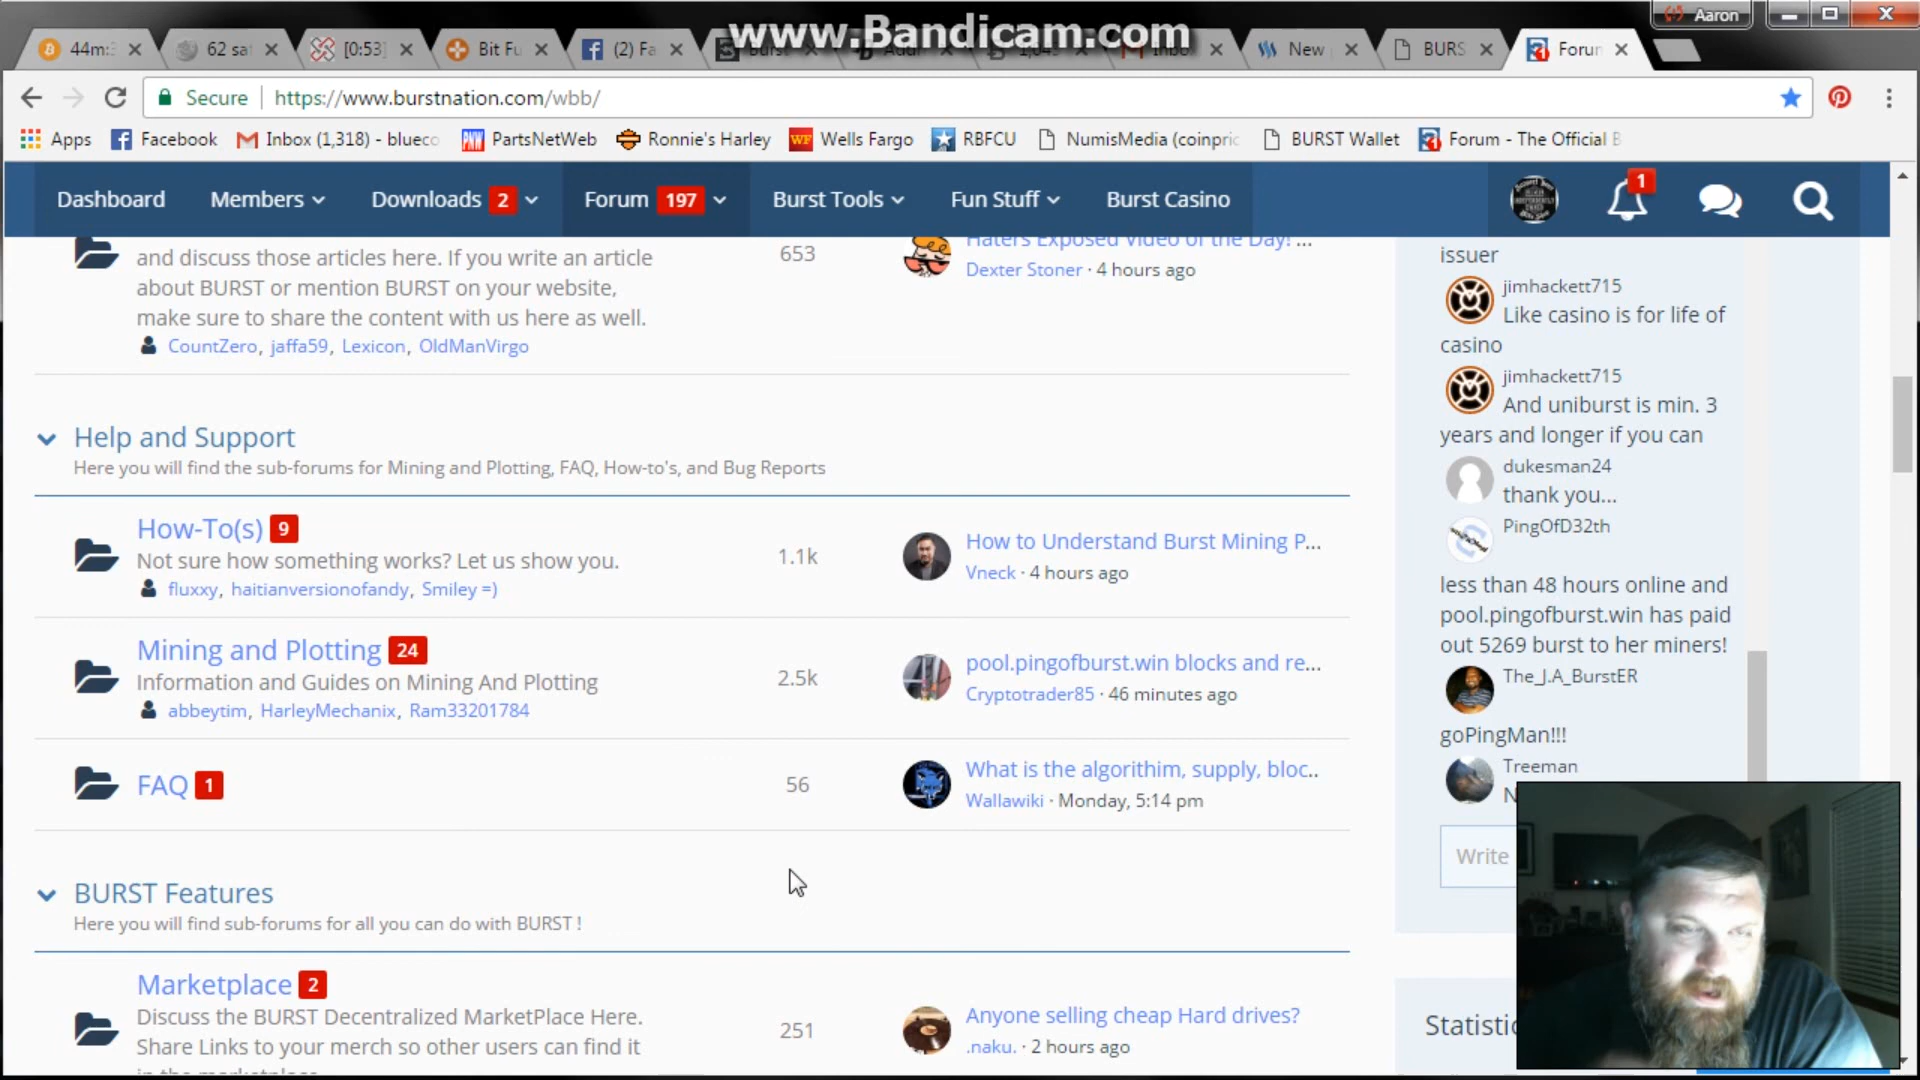 www.Bandicam.com
Aaron
44m:
62 sa
[0:53]
Bit Fu
(2) Fa
New
BURS
Forur
Secure
https://www.burstnation.com/wbb/
Apps
Facebook
Inbox (1,318) - blueco
PartsNetWeb
Ronnie's Harley
Wells Fargo
RBFCU
NumisMedia (coinpric
BURST Wallet
Forum - The Official B
Dashboard
Members
Downloads 2
Forum 197
Burst Tools
Fun Stuff
Burst Casino
1
and discuss those articles here. If you write an article
about BURST or mention BURST on your website,
make sure to share the content with us here as well.
CountZero, jaffa59, Lexicon, OldManVirgo
653
Haters Exposed Video of the Day! ...
Dexter Stoner · 4 hours ago
Help and Support
Here you will find the sub-forums for Mining and Plotting, FAQ, How-to's, and Bug Reports
How-To(s) 9
Not sure how something works? Let us show you.
fluxxy, haitianversionofandy, Smiley =)
1.1k
How to Understand Burst Mining P...
Vneck · 4 hours ago
Mining and Plotting 24
Information and Guides on Mining And Plotting
abbeytim, HarleyMechanix, Ram33201784
2.5k
pool.pingofburst.win blocks and re...
Cryptotrader85 · 46 minutes ago
FAQ 1
56
What is the algorithim, supply, bloc..
Wallawiki · Monday, 5:14 pm
BURST Features
Here you will find sub-forums for all you can do with BURST !
Marketplace 2
Discuss the BURST Decentralized MarketPlace Here.
Share Links to your merch so other users can find it
251
Anyone selling cheap Hard drives?
.naku. · 2 hours ago
issuer
jimhackett715
Like casino is for life of
casino
jimhackett715
And uniburst is min. 3
years and longer if you can
dukesman24
thank you...
PingOfD32th
less than 48 hours online and
pool.pingofburst.win has paid
out 5269 burst to her miners!
The_J.A_BurstER
goPingMan!!!
Treeman
N
Write
Statistic